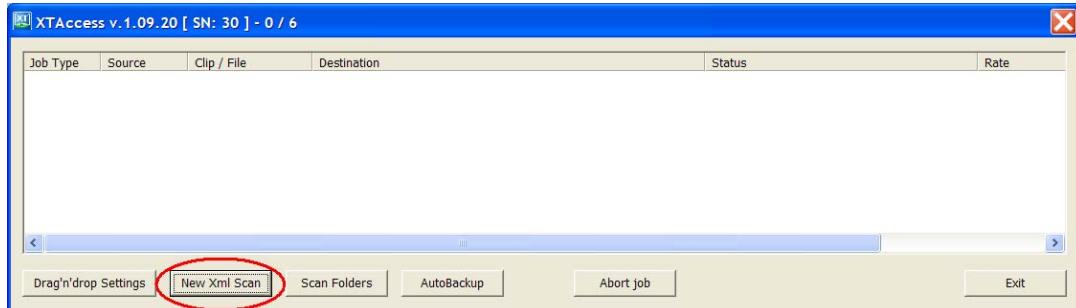 XTAccess v.1.09.20 [ SN: 30 ] - 0 / 6
Job Type Source Clip / File Destination Status Rate
Drag'n'drop Settings New Xml Scan Scan Folders AutoBackup Abort job Exit